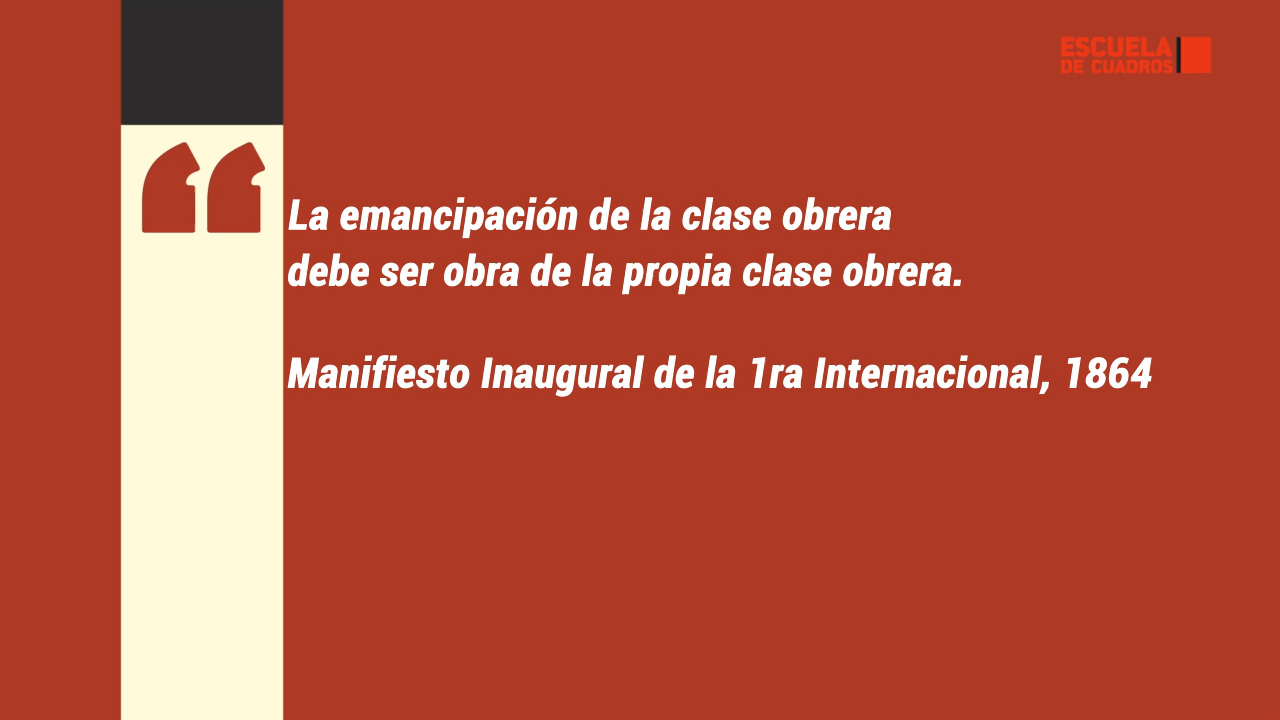 ESCUELA
DE CUADROS
La emancipación de la clase obrera
debe ser obra de la propia clase obrera.
Manifiesto Inaugural de la 1ra Internacional, 1864